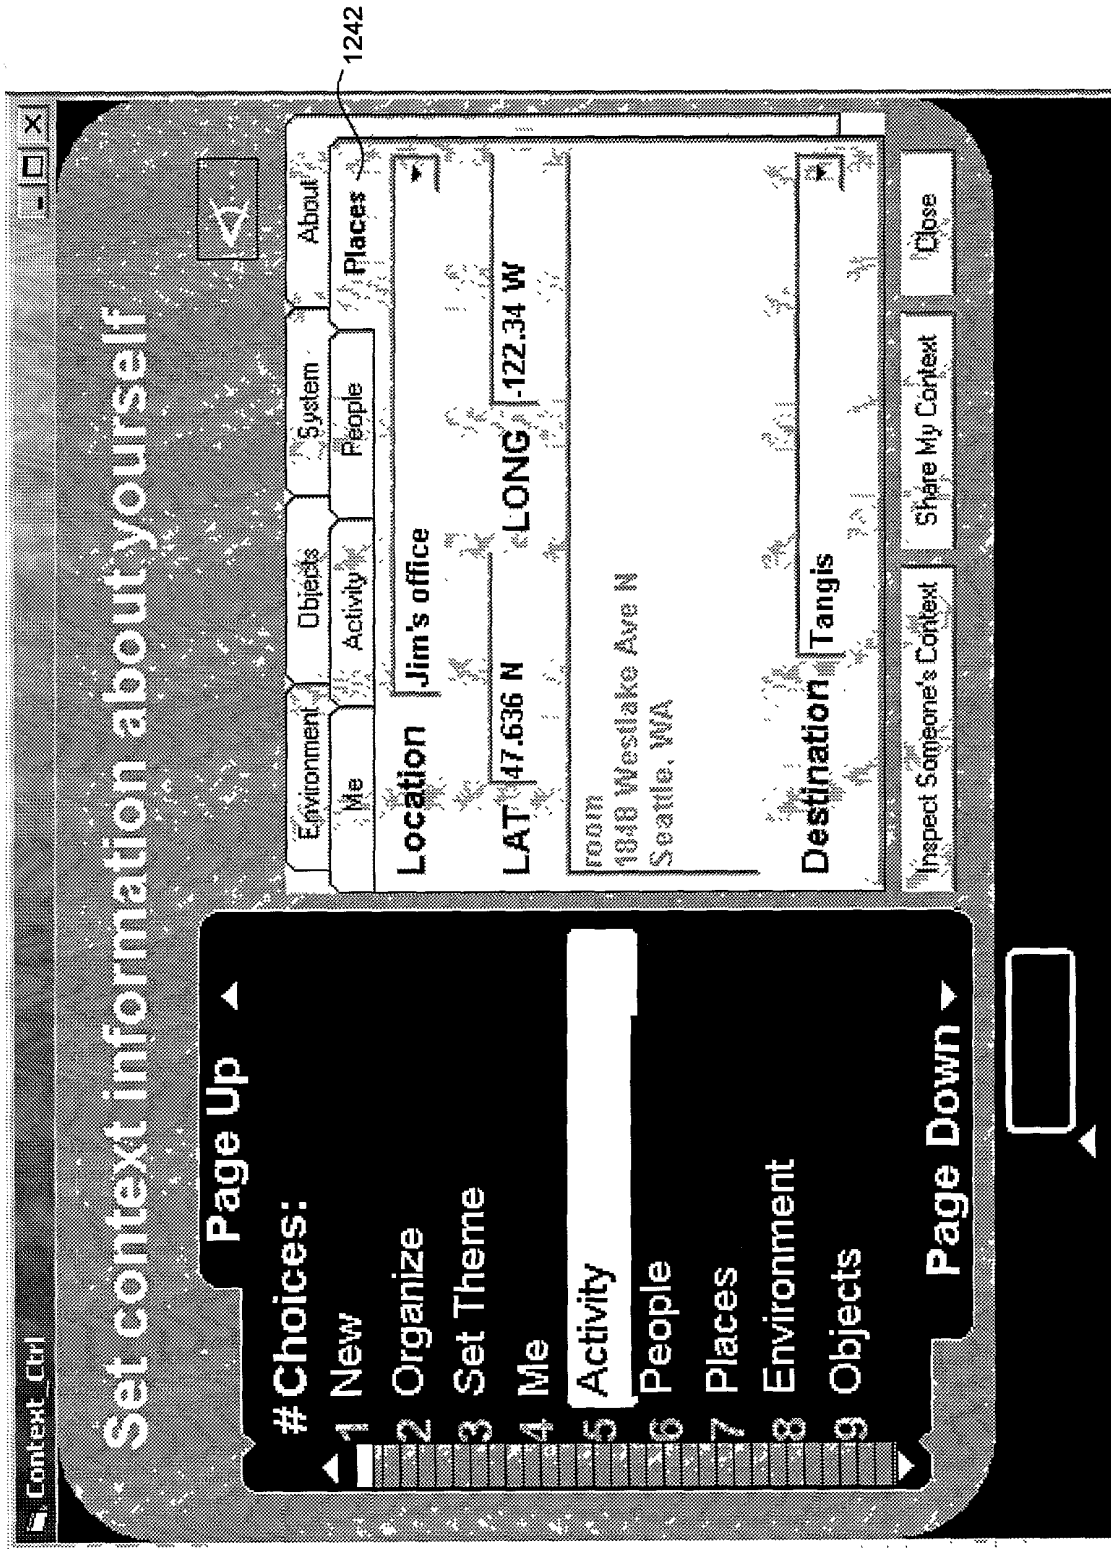 Context_Ctrl
Set context information about yourself
Page Up
# Choices:
1 New
2 Organize
3 Set Theme
4 Me
5 Activity
6 People
7 Places
8 Environment
9 Objects
Page Down
Environment Objects System About
Me Activity People Places
1242
Location Jim's office
LAT 47.636 N LONG -122.34 W
room
1848 Westlake Ave N
Seattle, WA
Destination Tangis
Inspect Someone's Context Share My Context Close